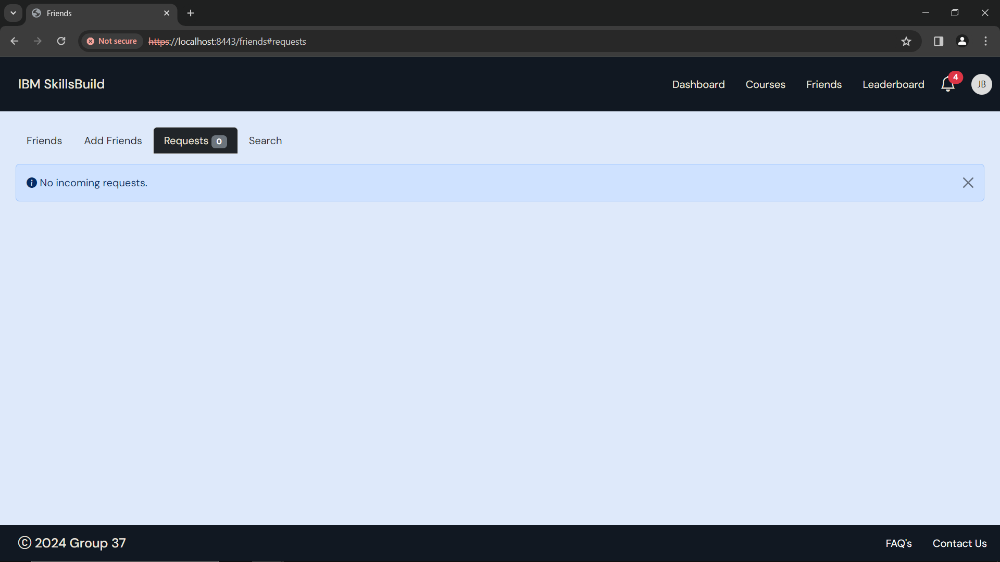 Friends
Not secure
https://localhost:8443/friends#requests
IBM SkillsBuild
Dashboard Courses Friends Leaderboard 4 JB
Friends Add Friends Requests 0 Search
No incoming requests.
© 2024 Group 37
FAQ's Contact Us